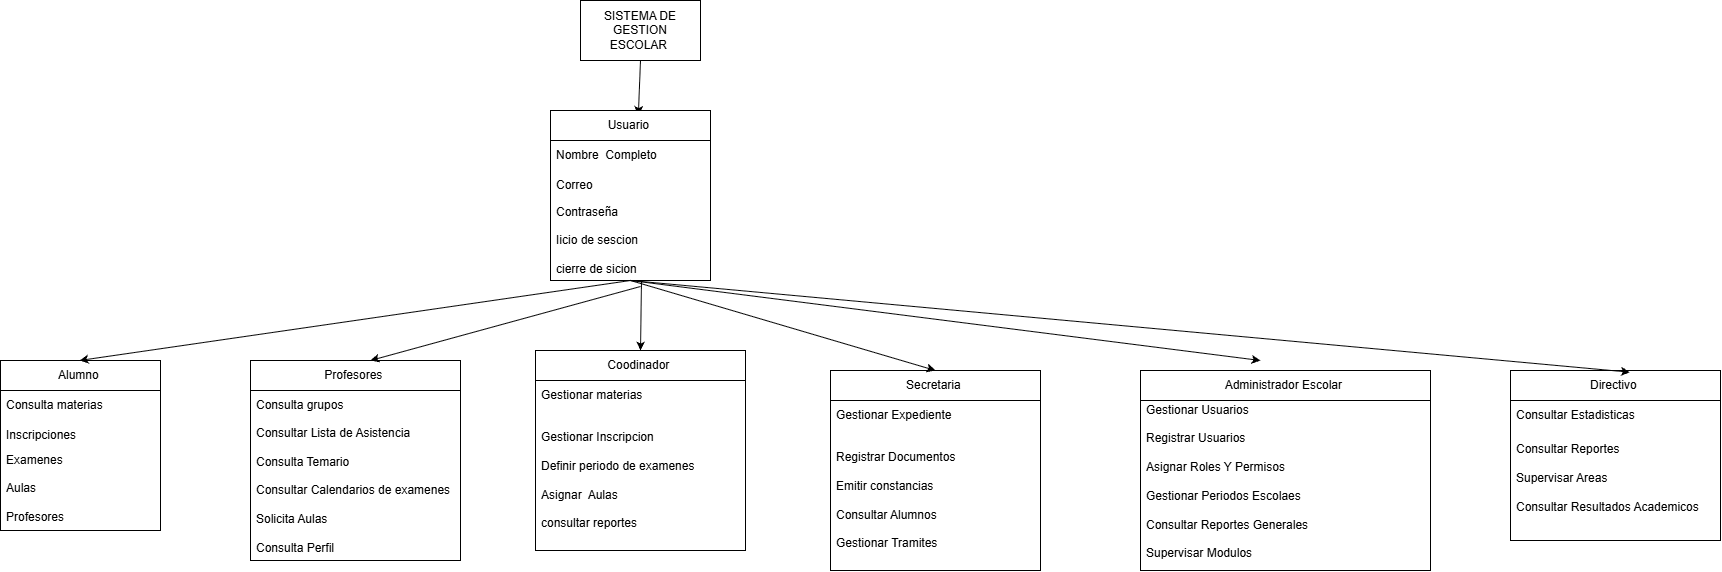 SISTEMA DE
GESTION
ESCOLAR
Usuario
Nombre Completo
Correo
Contraseña
Iicio de sescion
cierre de sicion
Alumno
Consulta materias
Inscripciones
Examenes
Aulas
Profesores
Profesores
Consulta grupos
Consultar Lista de Asistencia
Consulta Temario
Consultar Calendarios de examenes
Solicita Aulas
Consulta Perfil
Coodinador
Gestionar materias
Gestionar Inscripcion
Definir periodo de examenes
Asignar Aulas
consultar reportes
Secretaria
Gestionar Expediente
Registrar Documentos
Emitir constancias
Consultar Alumnos
Gestionar Tramites
Administrador Escolar
Gestionar Usuarios
Registrar Usuarios
Asignar Roles Y Permisos
Gestionar Periodos Escolaes
Consultar Reportes Generales
Supervisar Modulos
Directivo
Consultar Estadisticas
Consultar Reportes
Supervisar Areas
Consultar Resultados Academicos